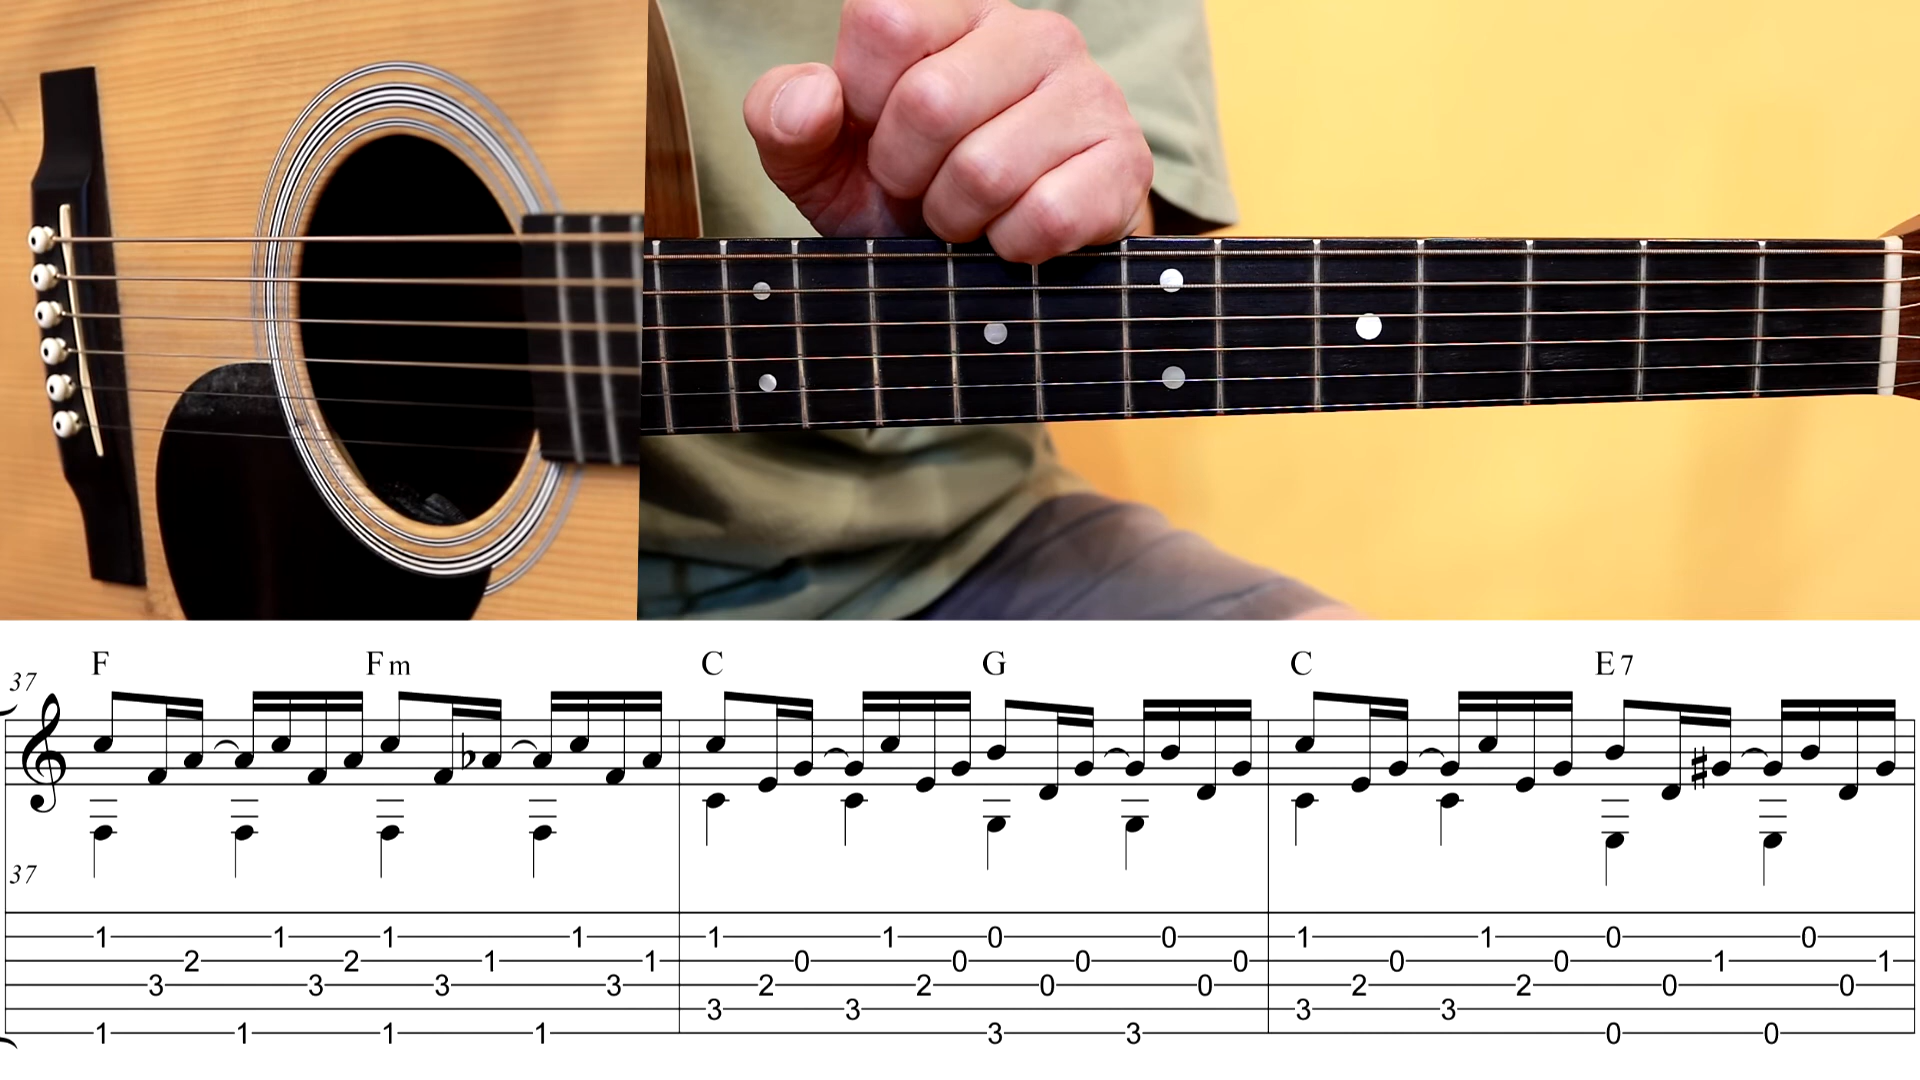 F Fm C G C E7
37
37
1 1 1 1 1 1 0 0 1 1 0 0
2 2 1 1 0 0 0 0 0 0 1 1
3 3 3 3 2 2 0 0 2 2 0 0
3 3 3 3
1 1 1 1 3 3 0 0